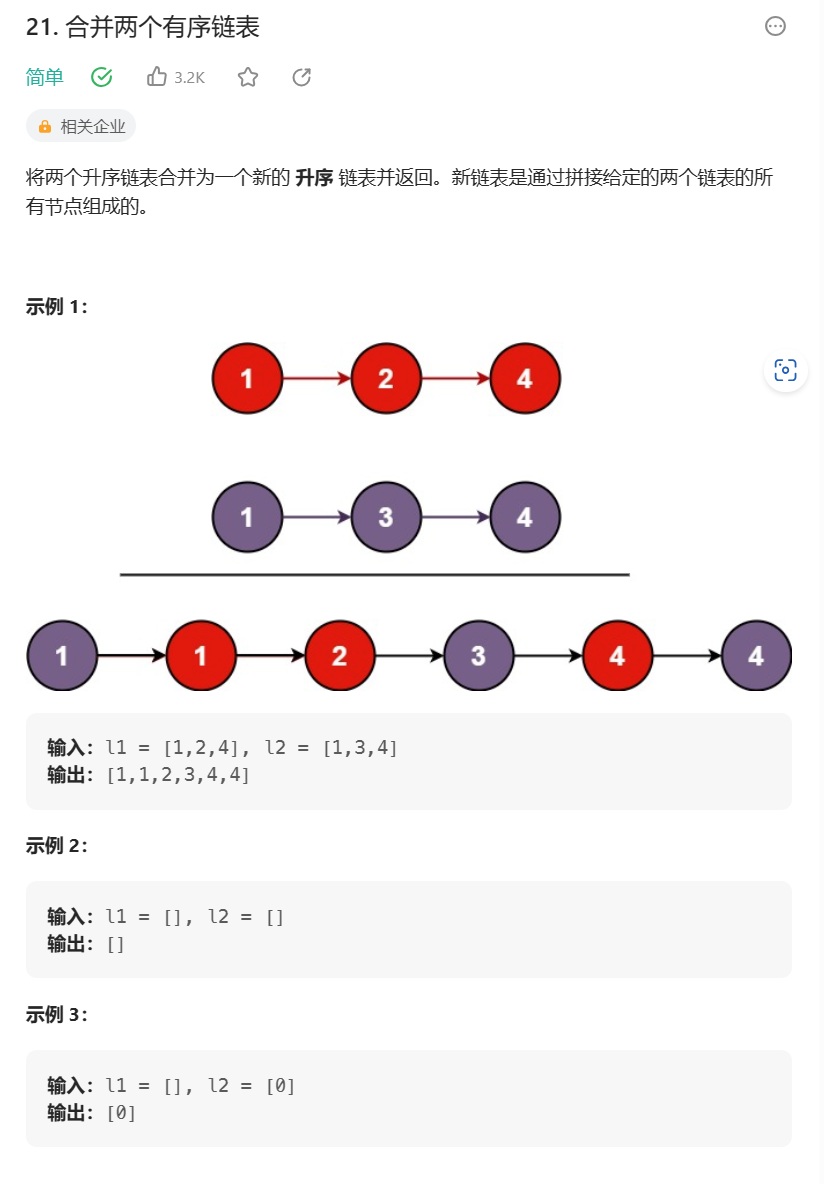 21. 合并两个有序链表
简单 3.2K
相关企业
将两个升序链表合并为一个新的 升序 链表并返回。新链表是通过拼接给定的两个链表的所
有节点组成的。
示例 1：
1 2 4
1 3 4
1 1 2 3 4 4
输入：l1 = [1,2,4], l2 = [1,3,4]
输出：[1,1,2,3,4,4]
示例 2：
输入：l1 = [], l2 = []
输出：[]
示例 3：
输入：l1 = [], l2 = [0]
输出：[0]